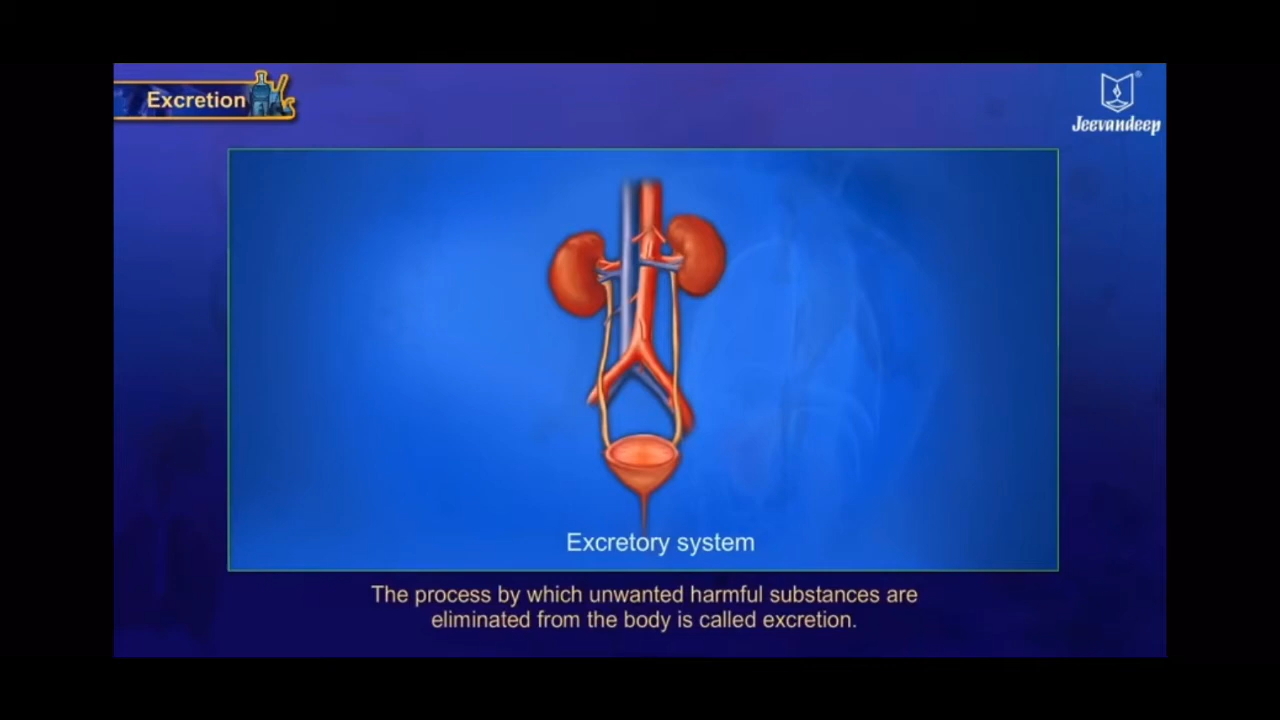 Excretion
Jeevandeep
Excretory system
The process by which unwanted harmful substances are
eliminated from the body is called excretion.